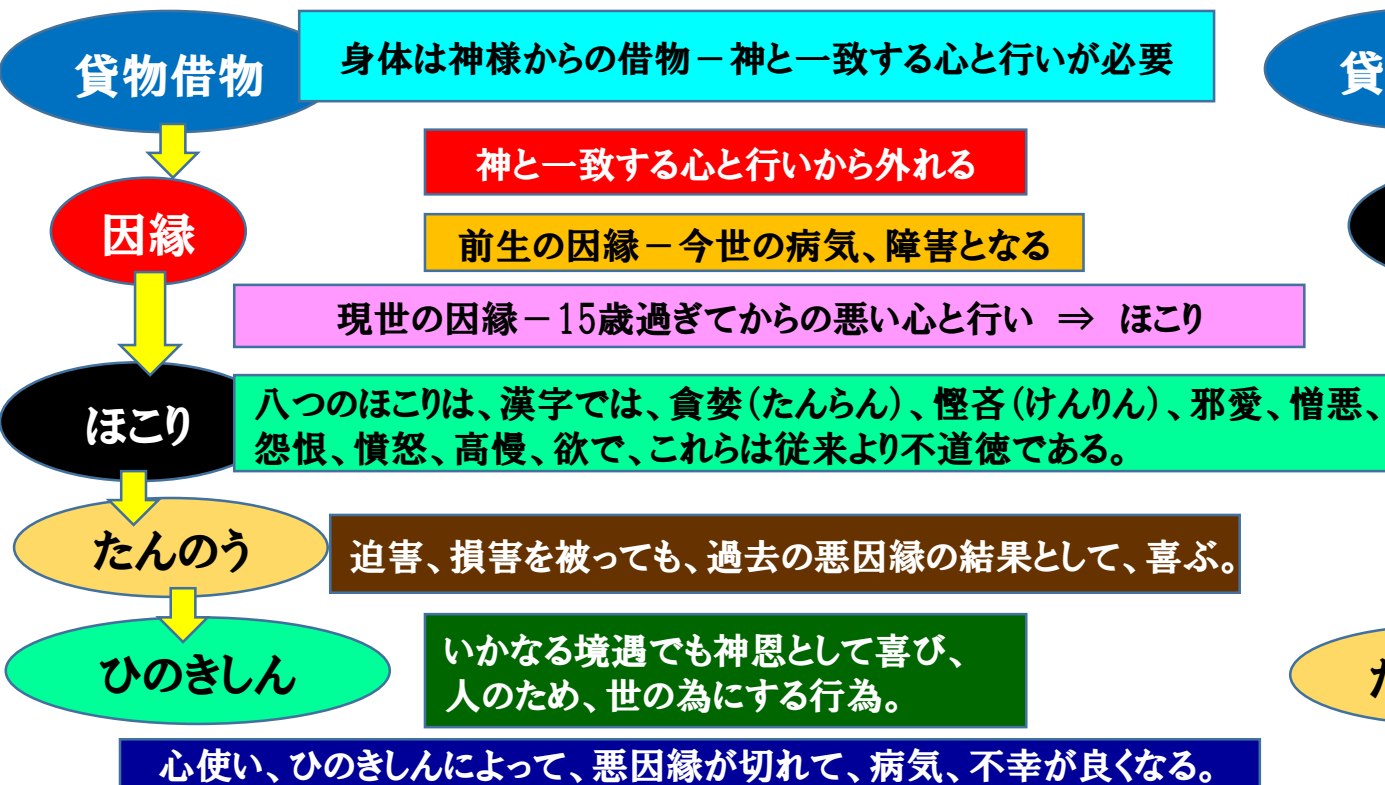 貸物借物
身体は神様からの借物－神と一致する心と行いが必要
貸
神と一致する心と行いから外れる
因縁
前生の因縁－今世の病気、障害となる
現世の因縁－15歳過ぎてからの悪い心と行い ⇒ ほこり
ほこり
八つのほこりは、漢字では、貪婪（たんらん）、慳吝（けんりん）、邪愛、憎悪、
怨恨、憤怒、高慢、欲で、これらは従来より不道徳である。
たんのう
迫害、損害を被っても、過去の悪因縁の結果として、喜ぶ。
ひのきしん
いかなる境遇でも神恩として喜び、
人のため、世の為にする行為。
心使い、ひのきしんによって、悪因縁が切れて、病気、不幸が良くなる。